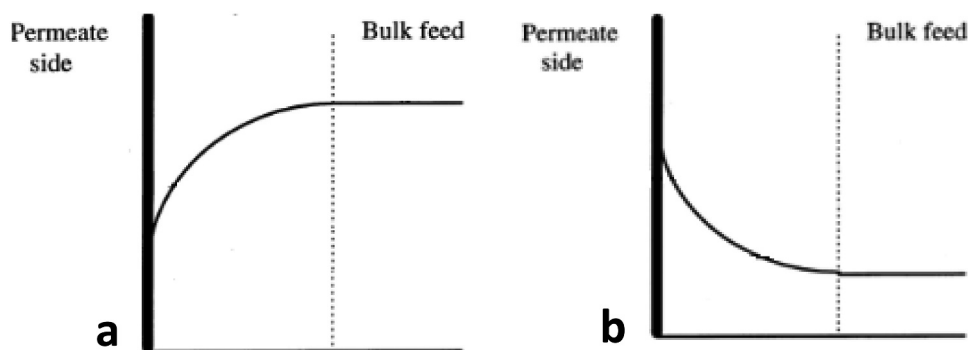 Permeate
side
Bulk feed
a
Permeate
side
Bulk feed
b